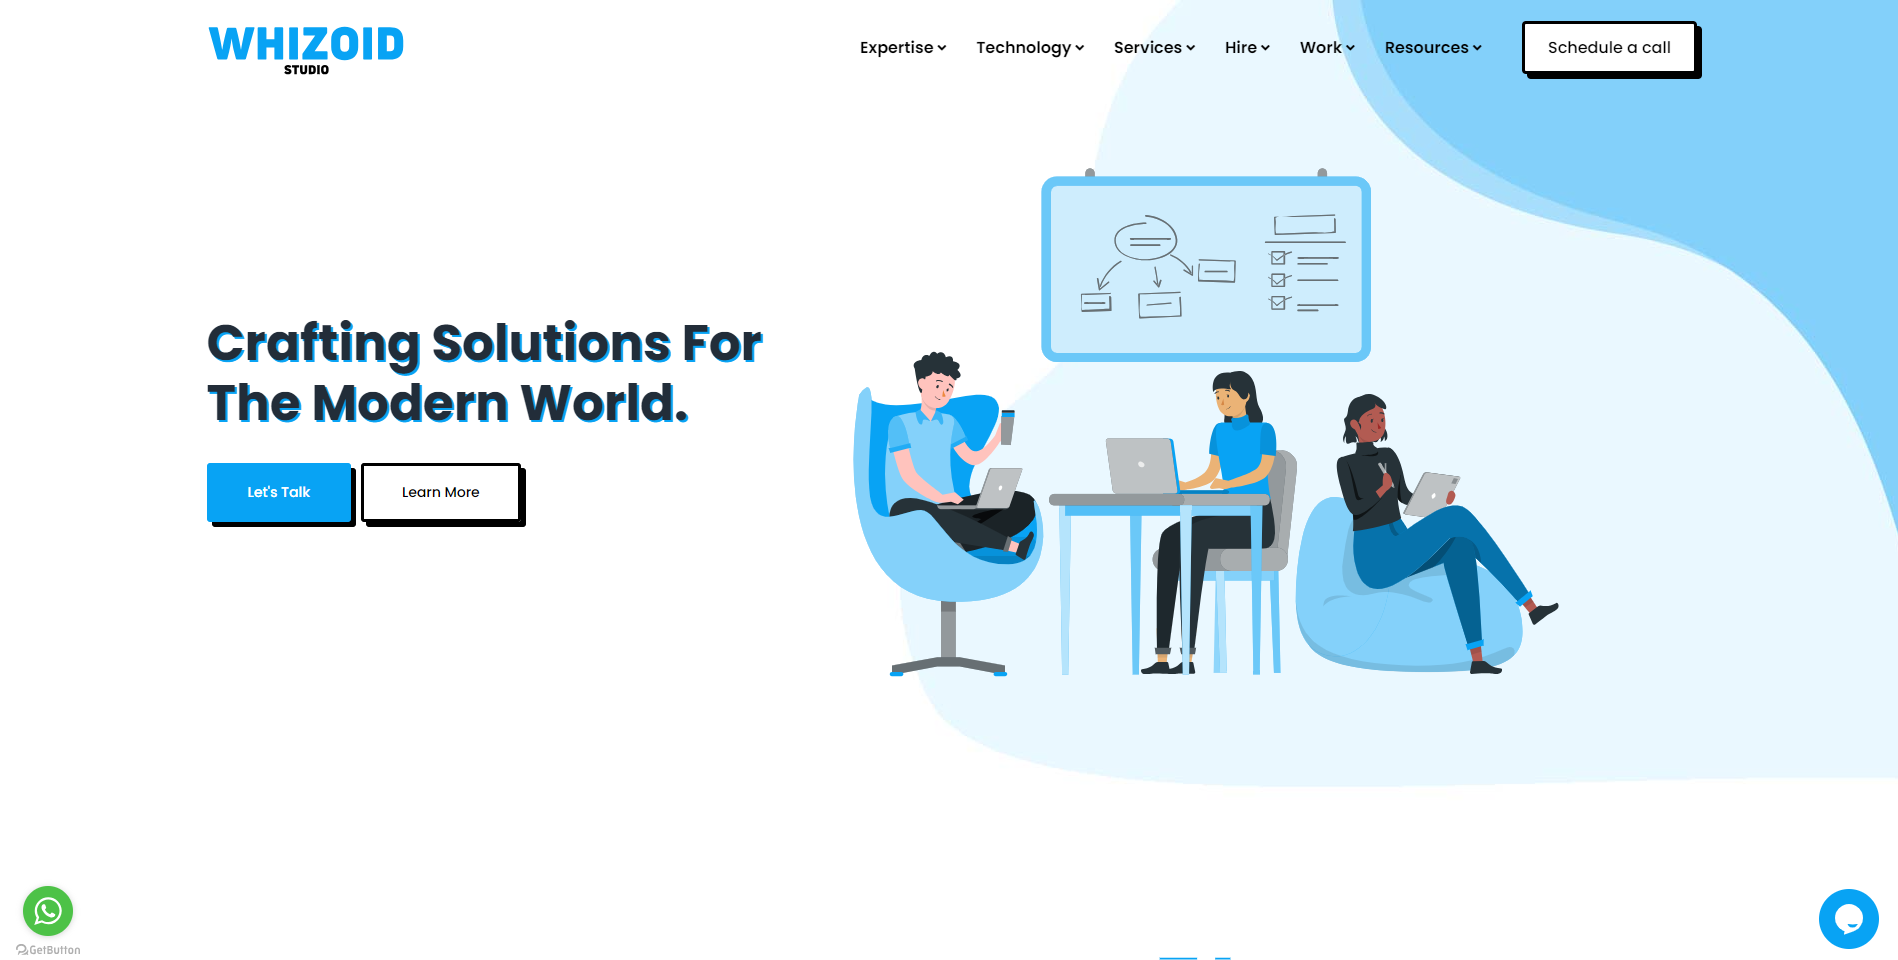 WHIZOID
STUDIO
Expertise
Technology
Services
Hire
Work
Resources
Schedule a call
Crafting Solutions For
The Modern World.
Let's Talk
Learn More
GetButton